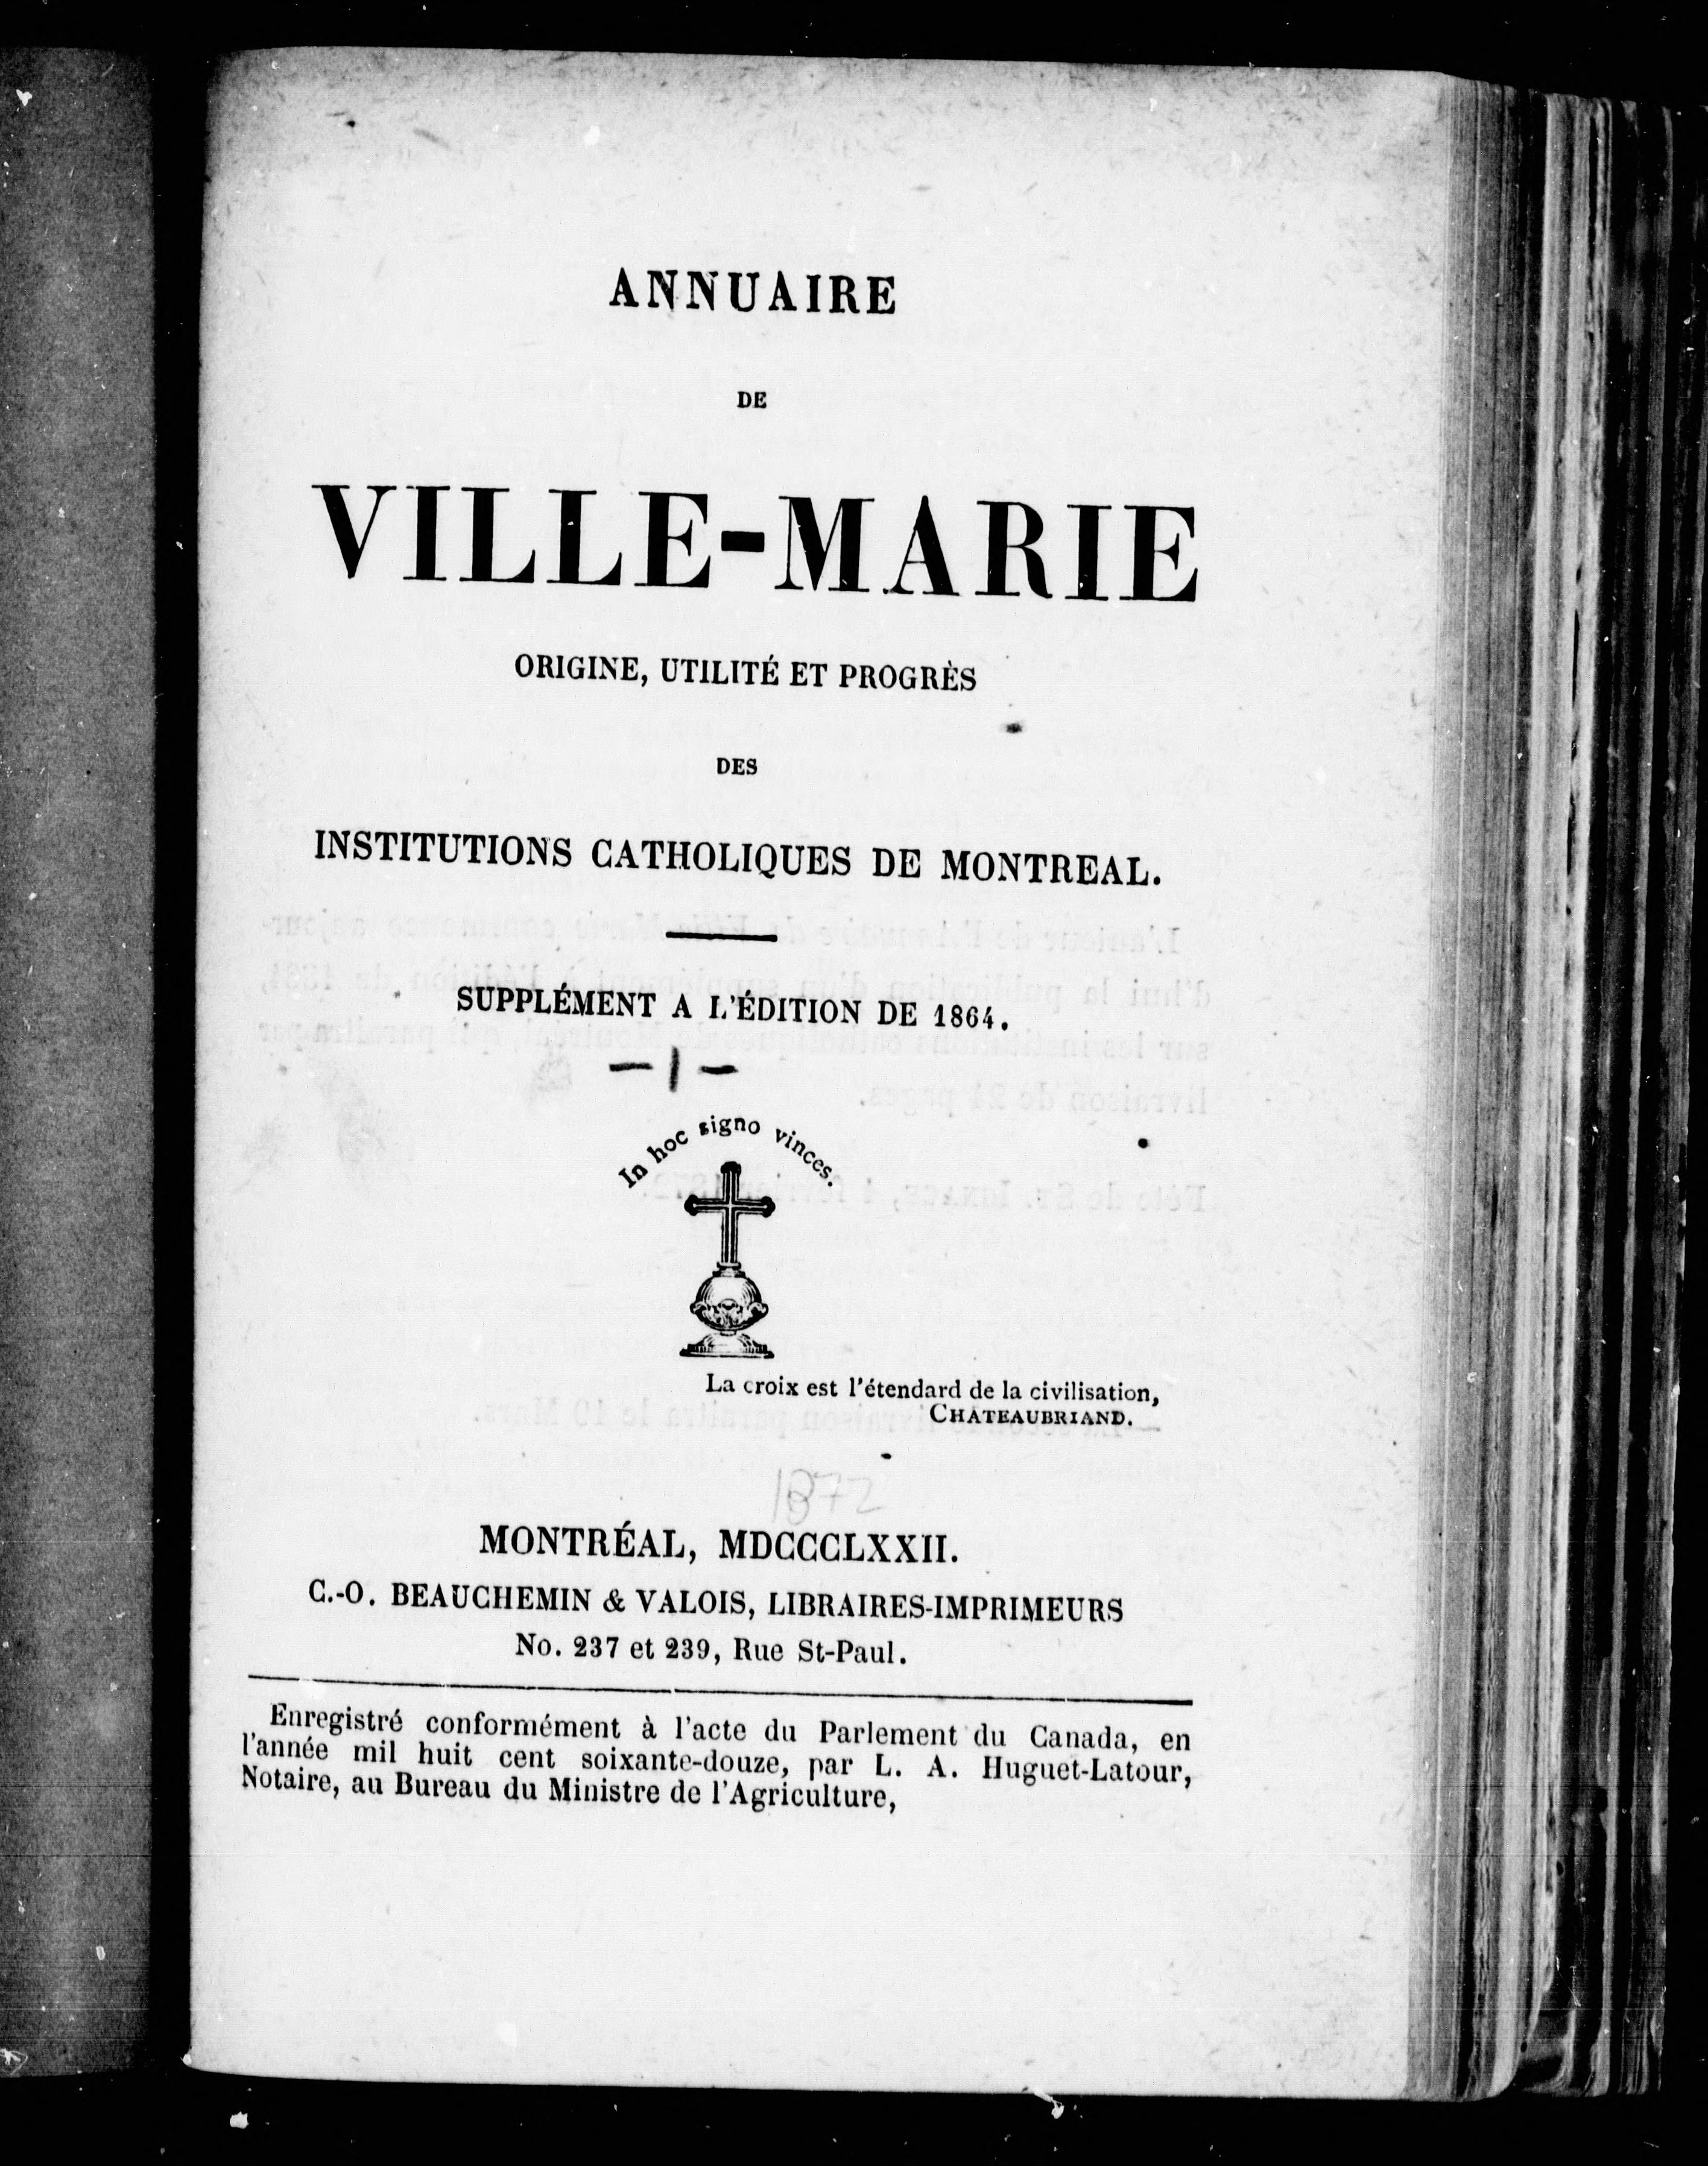 ANNUAIRE
DE
VILLE-MARIE
ORIGINE, UTILITÉ ET PROGRÈS
DES
INSTITUTIONS CATHOLIQUES DE MONTREAL.
SUPPLÉMENT A L'ÉDITION DE 1864.
— 1 —
In hoc signo vinces.
La croix est l'étendard de la civilisation,
CHATEAUBRIAND.
1872
MONTRÉAL, MDCCCLXXII.
C.-O. BEAUCHEMIN & VALOIS, LIBRAIRES-IMPRIMEURS
No. 237 et 239, Rue St-Paul.
Enregistré conformément à l'acte du Parlement du Canada, en
l'année mil huit cent soixante-douze, par L. A. Huguet-Latour,
Notaire, au Bureau du Ministre de l'Agriculture,